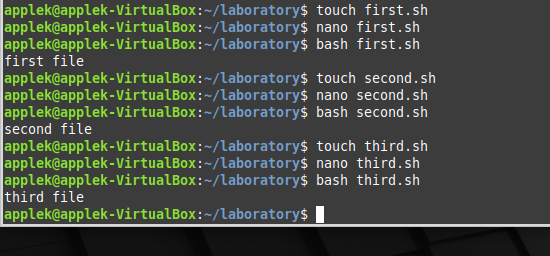 applek@applek-VirtualBox:~/laboratory$ touch first.sh
applek@applek-VirtualBox:~/laboratory$ nano first.sh
applek@applek-VirtualBox:~/laboratory$ bash first.sh
first file
applek@applek-VirtualBox:~/laboratory$ touch second.sh
applek@applek-VirtualBox:~/laboratory$ nano second.sh
applek@applek-VirtualBox:~/laboratory$ bash second.sh
second file
applek@applek-VirtualBox:~/laboratory$ touch third.sh
applek@applek-VirtualBox:~/laboratory$ nano third.sh
applek@applek-VirtualBox:~/laboratory$ bash third.sh
third file
applek@applek-VirtualBox:~/laboratory$